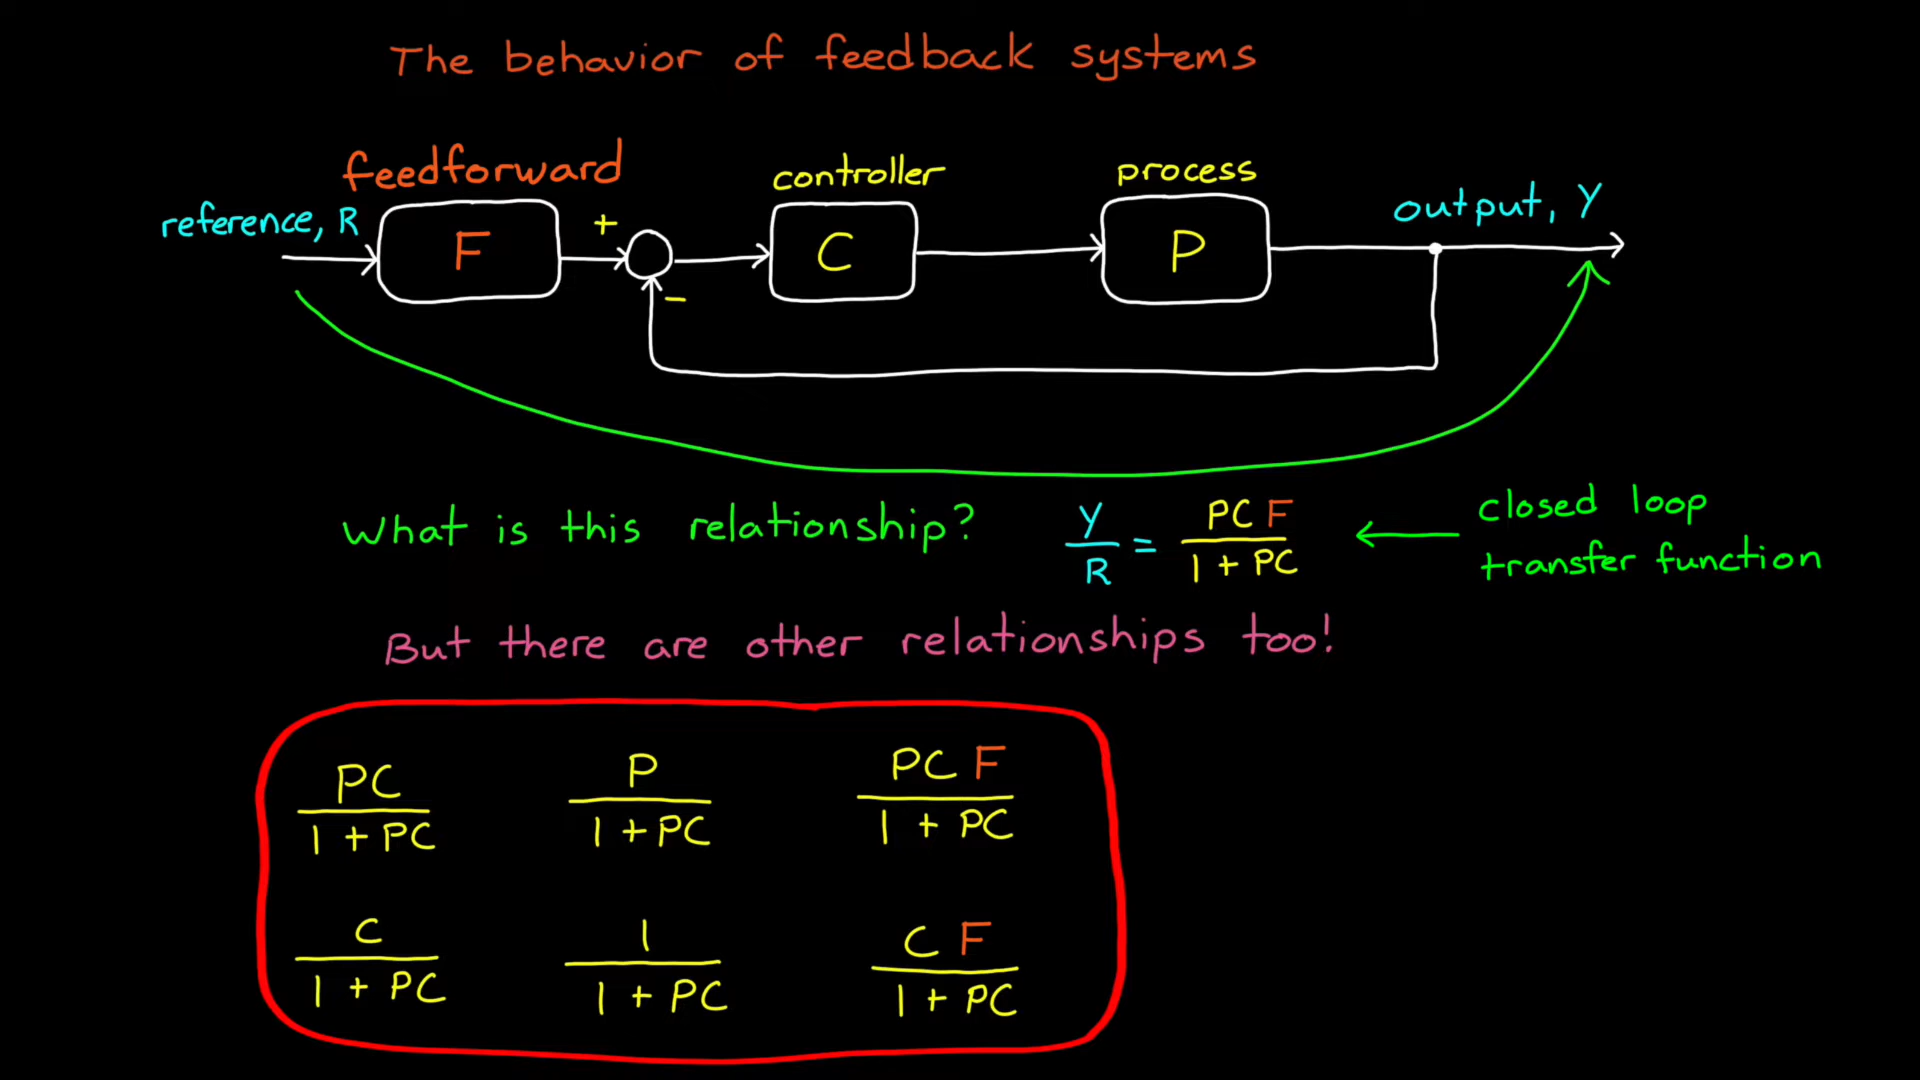 The behavior of feedback systems
feedforward
controller
process
reference, R
output, Y
+
F
C
P
-
What is this relationship?
Y/R = PCF/1 + PC
closed loop
transfer function
But there are other relationships too!
PC/1 + PC
P/1 + PC
PCF/1 + PC
C/1 + PC
1/1 + PC
CF/1 + PC